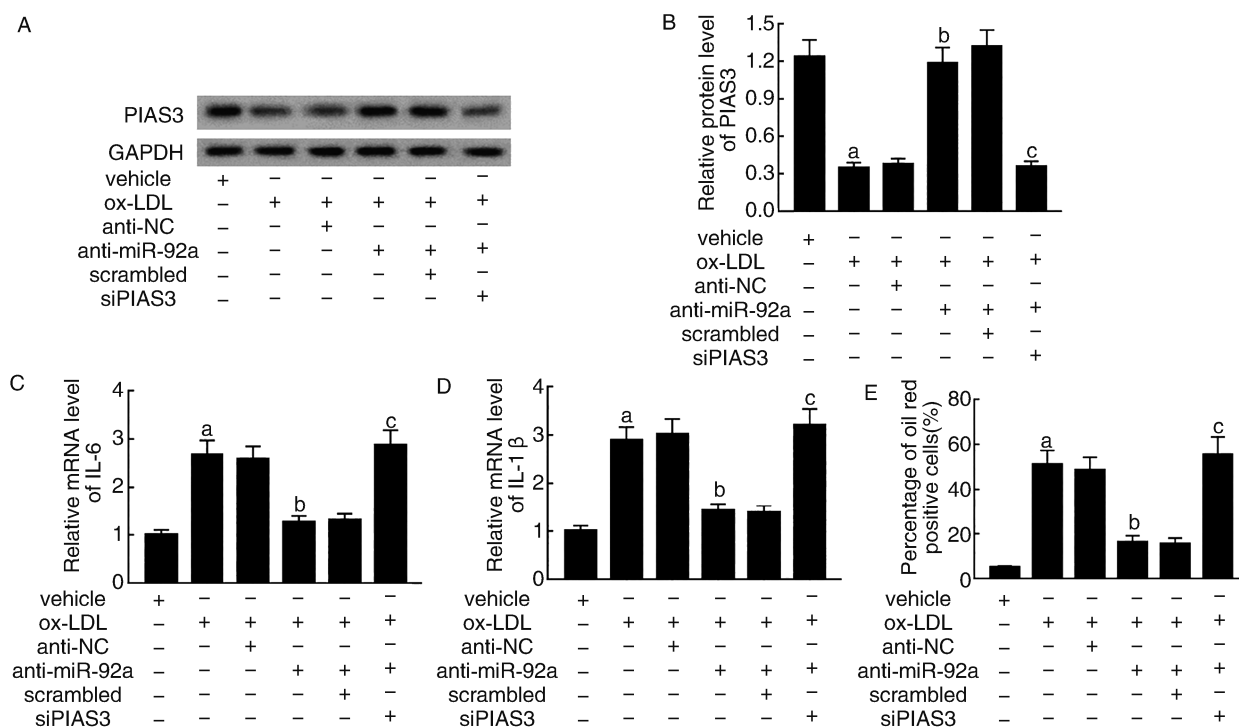 A
PIAS3
GAPDH
vehicle + – – – – –
ox-LDL – + + + + +
anti-NC – – + – – –
anti-miR-92a – – – + + +
scrambled – – – – + –
siPIAS3 – – – – – +
B
Relative protein level
of PIAS3
1.5
1.2
0.9
0.6
0.3
0.0
a
b
c
vehicle + – – – – –
ox-LDL – + + + + +
anti-NC – – + – – –
anti-miR-92a – – – + + +
scrambled – – – – + –
siPIAS3 – – – – – +
C
Relative mRNA level
of IL-6
4
3
2
1
0
a
b
c
vehicle + – – – – –
ox-LDL – + + + + +
anti-NC – – + – – –
anti-miR-92a – – – + + +
scrambled – – – – + –
siPIAS3 – – – – – +
D
Relative mRNA level
of IL-1 β
4
3
2
1
0
a
b
c
vehicle + – – – – –
ox-LDL – + + + + +
anti-NC – – + – – –
anti-miR-92a – – – + + +
scrambled – – – – + –
siPIAS3 – – – – – +
E
Percentage of oil red
positive cells(%)
80
60
40
20
0
a
b
c
vehicle + – – – – –
ox-LDL – + + + + +
anti-NC – – + – – –
anti-miR-92a – – – + + +
scrambled – – – – + –
siPIAS3 – – – – – +